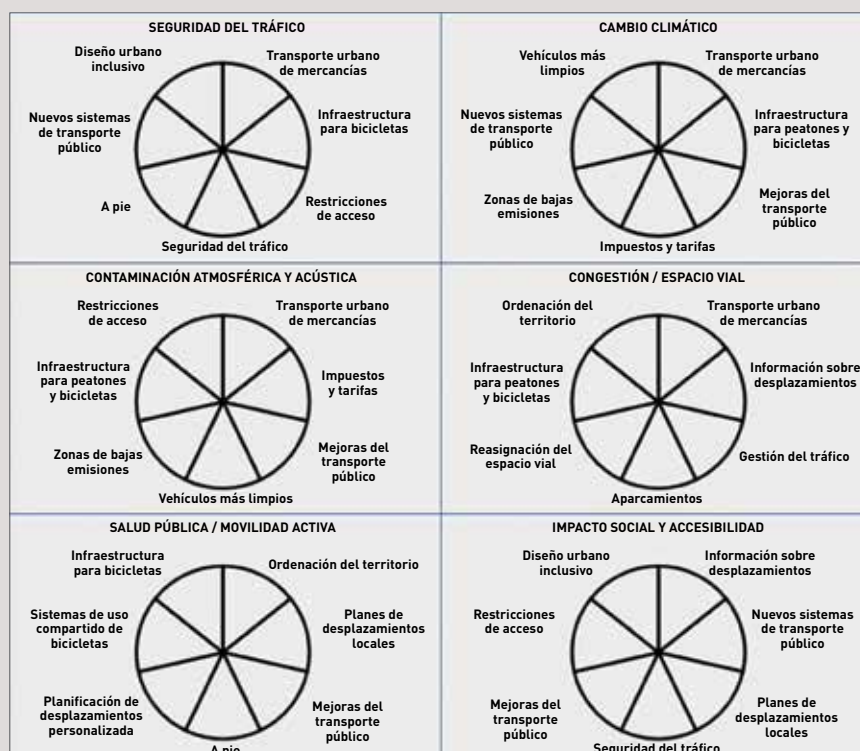 SEGURIDAD DEL TRÁFICO
Diseño urbano
inclusivo
Transporte urbano
de mercancías
Nuevos sistemas
de transporte
público
Infraestructura
para bicicletas
A pie
Restricciones
de acceso
Seguridad del tráfico
CAMBIO CLIMÁTICO
Vehículos más
limpios
Transporte urbano
de mercancías
Nuevos sistemas
de transporte
público
Infraestructura
para peatones y
bicicletas
Zonas de bajas
emisiones
Mejoras del
transporte
público
Impuestos y tarifas
CONTAMINACIÓN ATMOSFÉRICA Y ACÚSTICA
Restricciones
de acceso
Transporte urbano
de mercancías
Infraestructura
para peatones
y bicicletas
Impuestos
y tarifas
Zonas de bajas
emisiones
Mejoras del
transporte
público
Vehículos más limpios
CONGESTIÓN / ESPACIO VIAL
Ordenación del
territorio
Transporte urbano
de mercancías
Infraestructura
para peatones
y bicicletas
Información sobre
desplazamientos
Reasignación del
espacio vial
Gestión del tráfico
Aparcamientos
SALUD PÚBLICA / MOVILIDAD ACTIVA
Infraestructura
para bicicletas
Ordenación del territorio
Sistemas de uso
compartido de
bicicletas
Planes de
desplazamientos
locales
Planificación de
desplazamientos
personalizada
Mejoras del
transporte
público
A pie
IMPACTO SOCIAL Y ACCESIBILIDAD
Diseño urbano
inclusivo
Información sobre
desplazamientos
Restricciones
de acceso
Nuevos sistemas
de transporte
público
Mejoras del
transporte
público
Planes de
desplazamientos
locales
Seguridad del tráfico